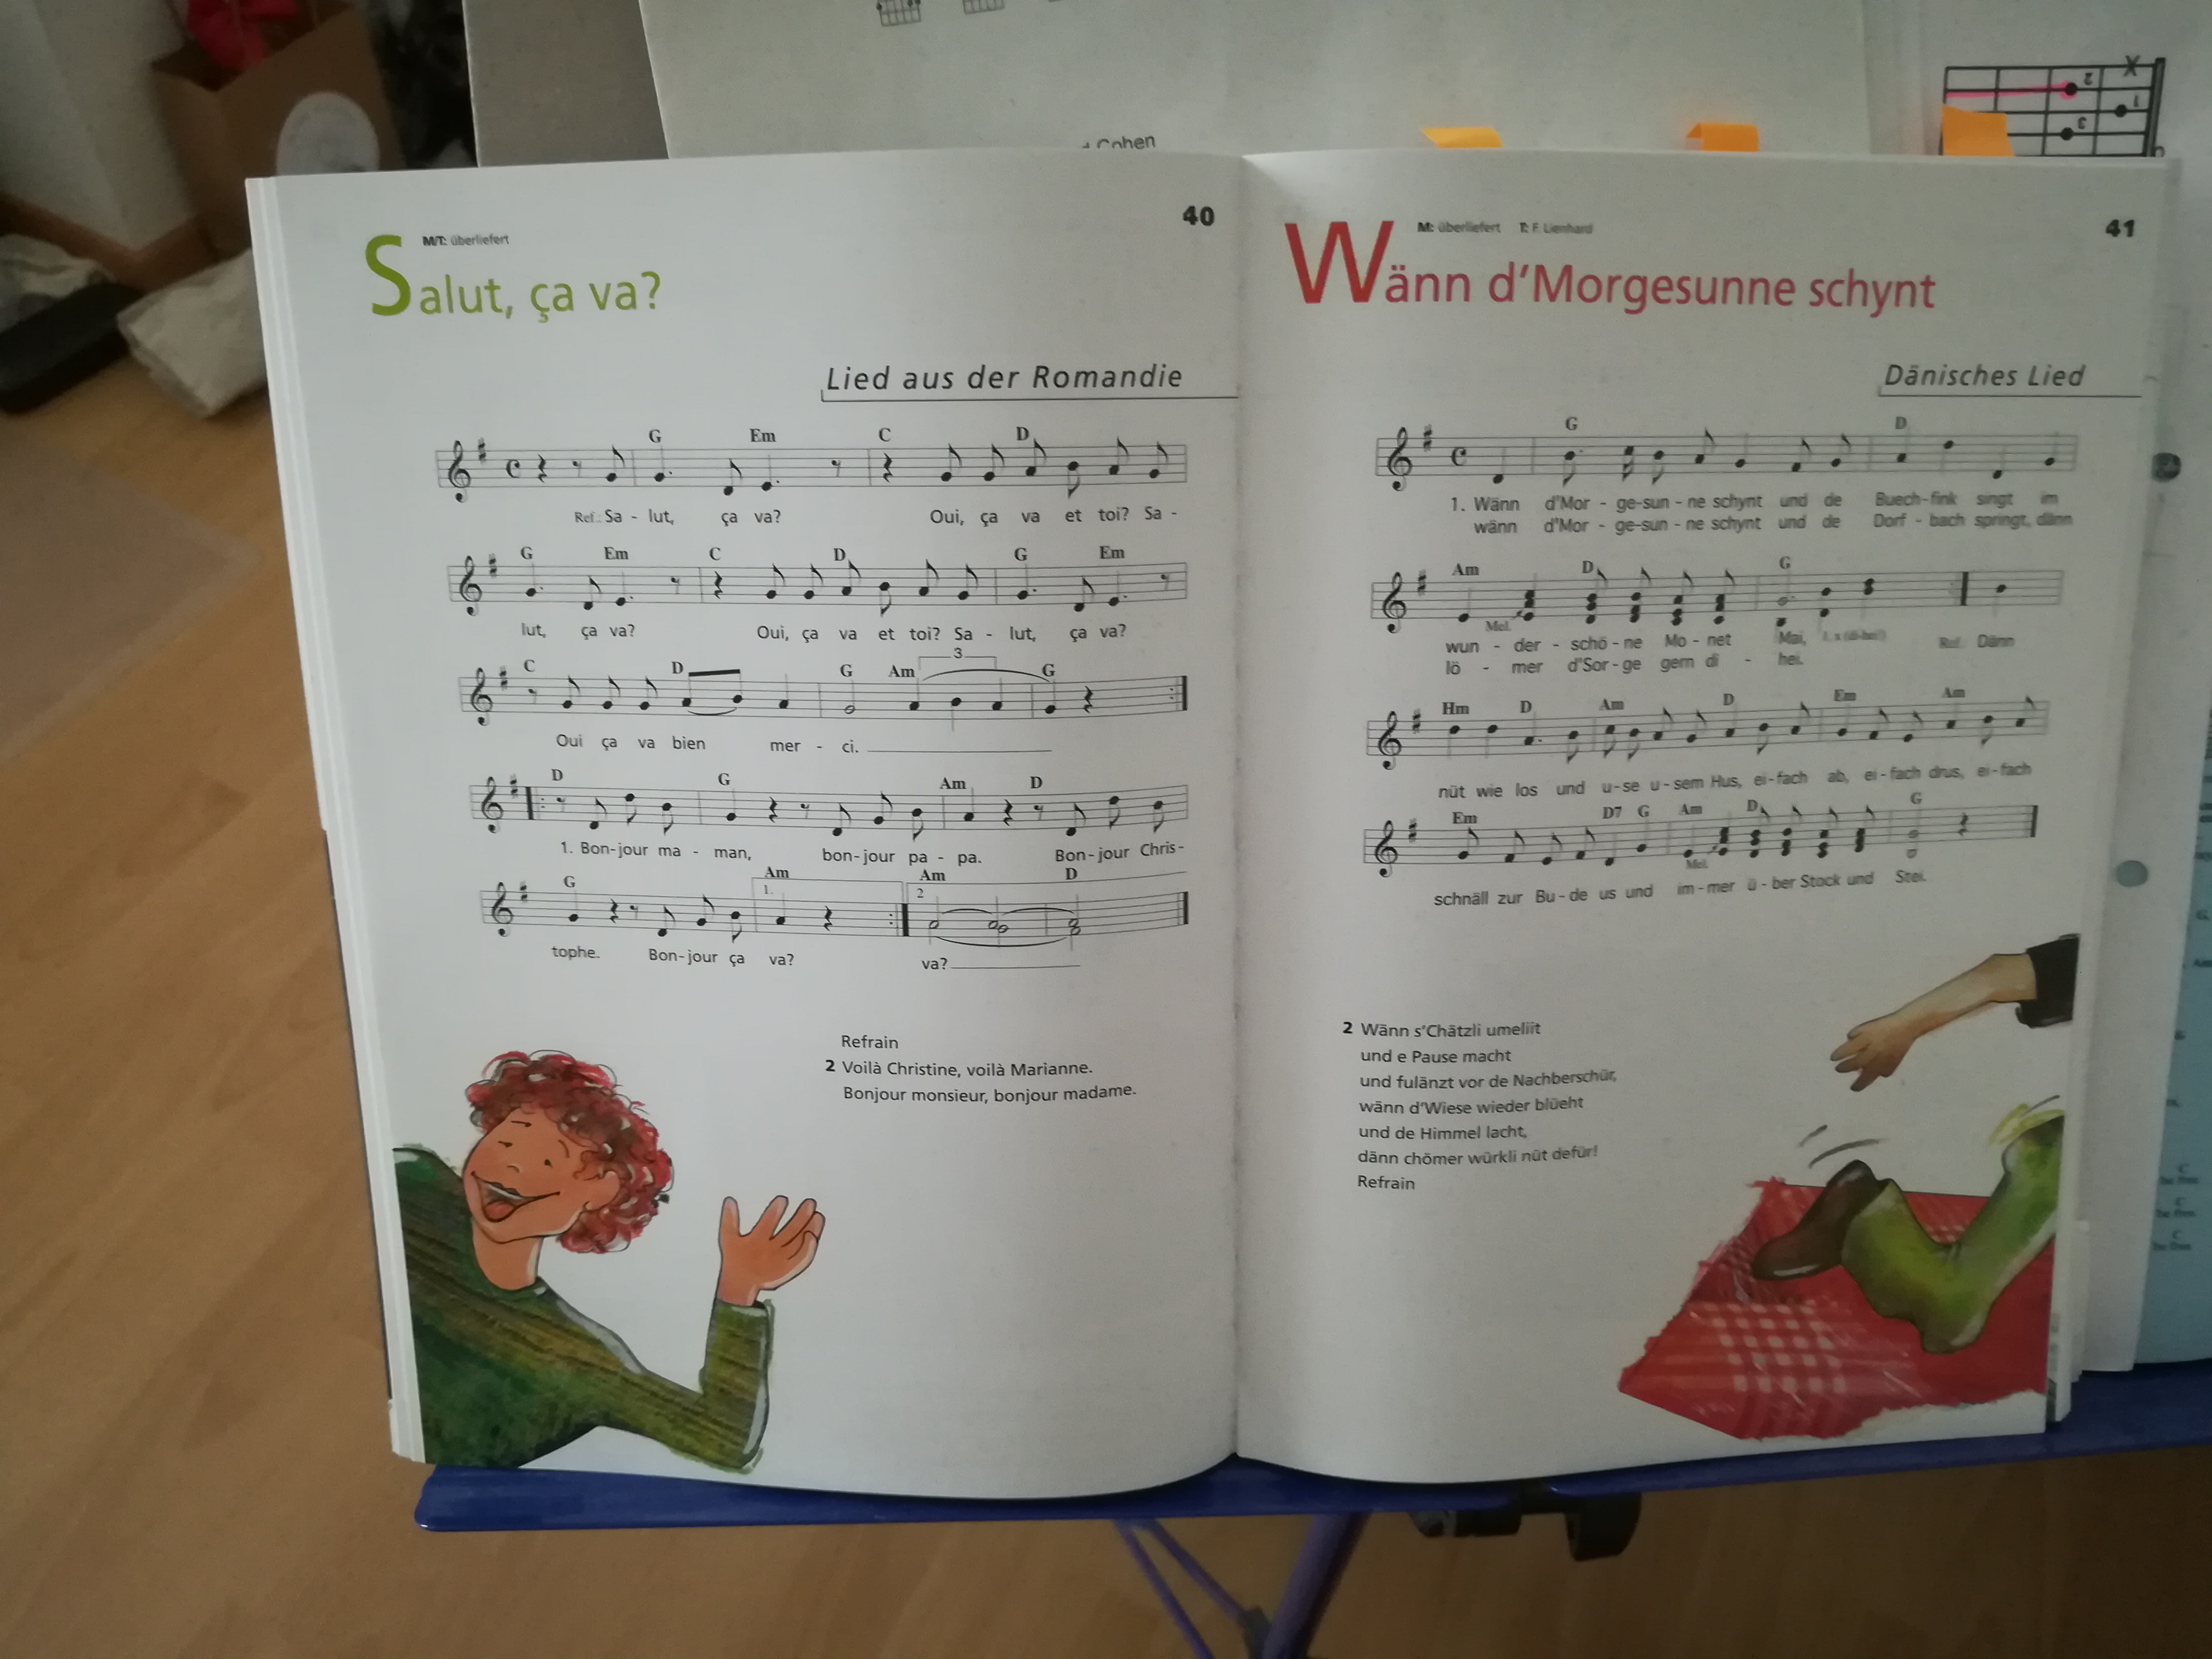 Cohen
40
M/T: überliefert
Salut, ça va?
Lied aus der Romandie
G Em C D
Ref.: Sa - lut, ça va? Oui, ça va et toi? Sa -
G Em C D G Em
lut, ça va? Oui, ça va et toi? Sa - lut, ça va?
3
C D G Am G
Oui ça va bien mer - ci.
D G Am D
1. Bon-jour ma - man, bon-jour pa - pa. Bon-jour Chris-
G Am Am D
1. 2
tophe. Bon-jour ça va? va?
Refrain
2 Voilà Christine, voilà Marianne.
Bonjour monsieur, bonjour madame.
41
M: überliefert T: F. Lienhard
Wänn d'Morgesunne schynt
Dänisches Lied
G D
1. Wänn d'Mor - ge-sun - ne schynt und de Buech-fink singt im
wänn d'Mor - ge-sun - ne schynt und de Dorf - bach springt, dänn
Am D G
Mel.
wun - der - schö - ne Mo - net Mai, Ref. Dänn
lö - mer d'Sor - ge gern di - hei.
Hm D Am D Em Am
nüt wie los und u-se u-sem Hus, ei-fach ab, ei-fach drus, ei-fach
Em D7 G Am D G
Mel.
schnäll zur Bu-de us und im-mer ü-ber Stock und Stei.
2 Wänn s'Chätzli umeliit
und e Pause macht
und fulänzt vor de Nachberschür,
wänn d'Wiese wieder blüeht
und de Himmel lacht,
dänn chömer würkli nüt defür!
Refrain